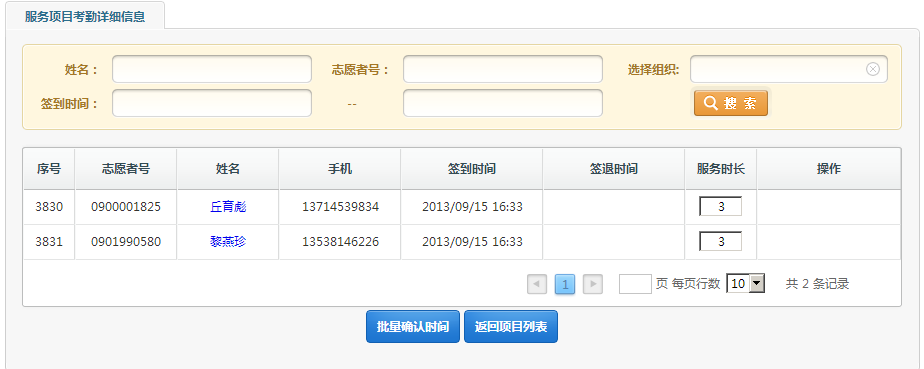 服务项目考勤详细信息
姓名： 志愿者号： 选择组织:
签到时间： -- 搜 索
序号 志愿者号 姓名 手机 签到时间 签退时间 服务时长 操作
3830 0900001825 丘育彪 13714539834 2013/09/15 16:33 3
3831 0901990580 黎燕珍 13538146226 2013/09/15 16:33 3
1 页 每页行数 10 共 2 条记录
批量确认时间 返回项目列表